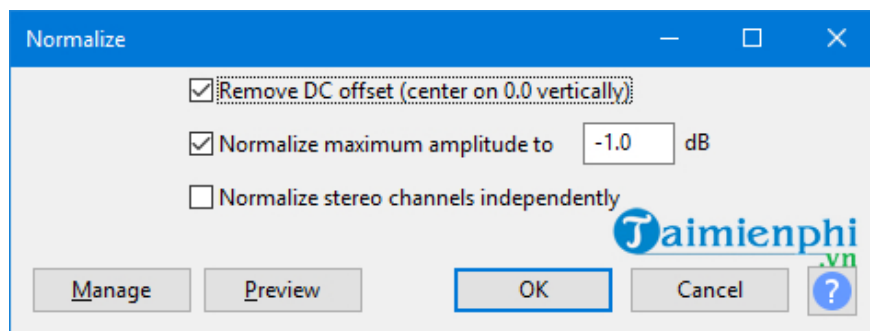 Normalize
Remove DC offset (center on 0.0 vertically)
Normalize maximum amplitude to -1.0 dB
Normalize stereo channels independently
Taimienphi
.vn
Manage Preview OK Cancel ?